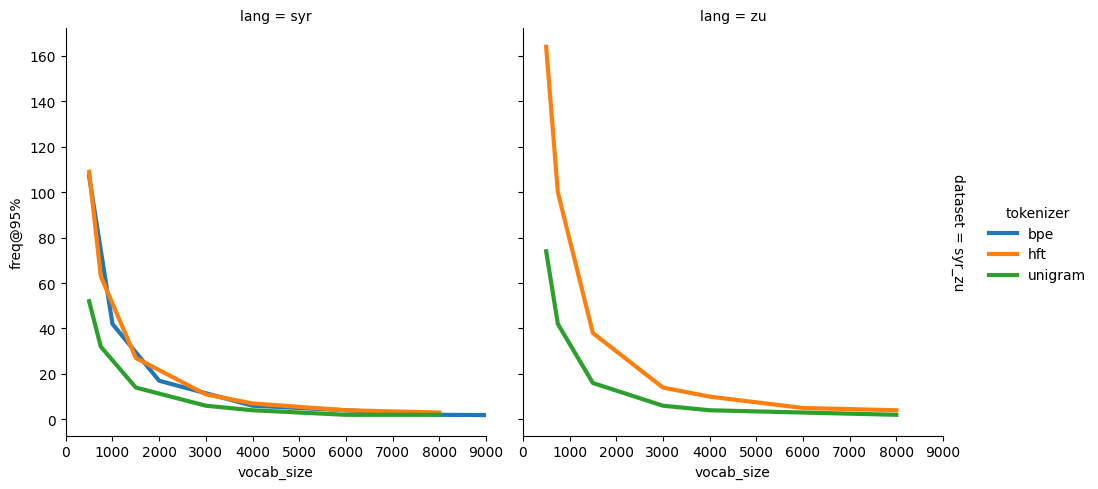 lang = syr
lang = zu
160
140
120
100
80
60
40
20
0
freq@95%
0 1000 2000 3000 4000 5000 6000 7000 8000 9000
vocab_size
0 1000 2000 3000 4000 5000 6000 7000 8000 9000
vocab_size
dataset = syr_zu
tokenizer
bpe
hft
unigram